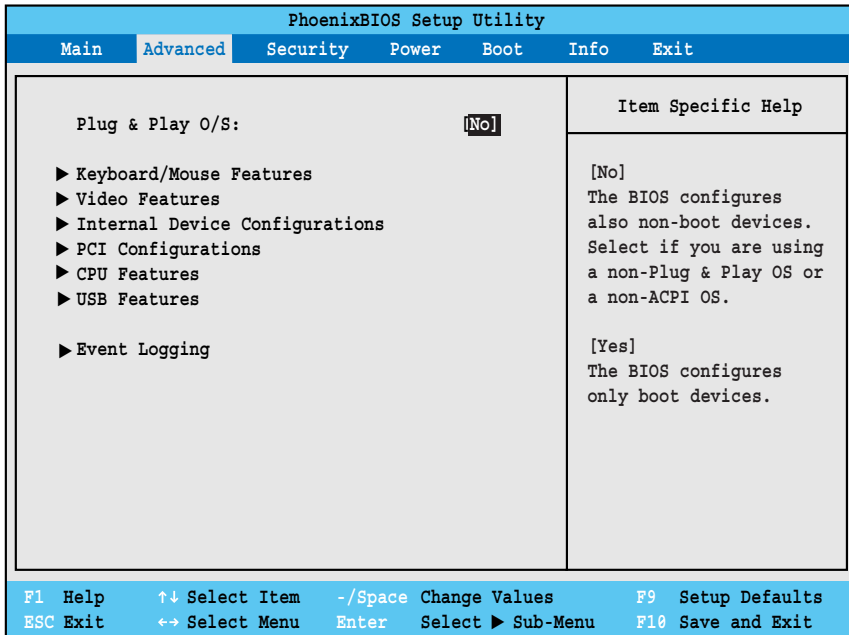 PhoenixBIOS Setup Utility
Main Advanced Security Power Boot Info Exit
Plug & Play O/S: [No]
▶ Keyboard/Mouse Features
▶ Video Features
▶ Internal Device Configurations
▶ PCI Configurations
▶ CPU Features
▶ USB Features
▶ Event Logging
Item Specific Help
[No]
The BIOS configures
also non-boot devices.
Select if you are using
a non-Plug & Play OS or
a non-ACPI OS.
[Yes]
The BIOS configures
only boot devices.
F1 Help ↑↓ Select Item -/Space Change Values F9 Setup Defaults
ESC Exit ←→ Select Menu Enter Select ▶ Sub-Menu F10 Save and Exit